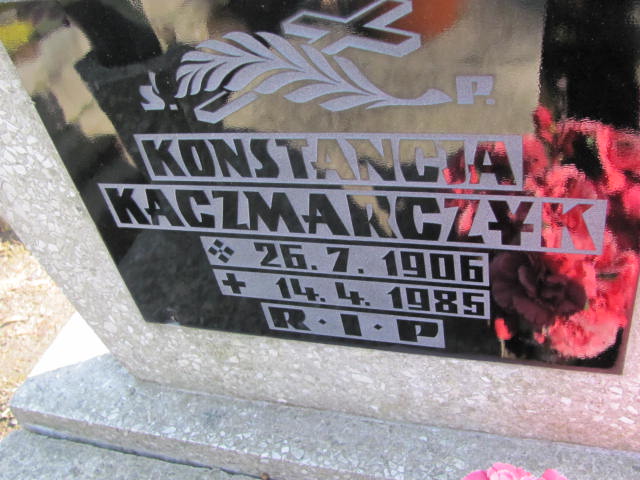 Ś. P.
KONSTANCJA
KACZMARCZYK
26.7.1906
14.4.1985
R·I·P